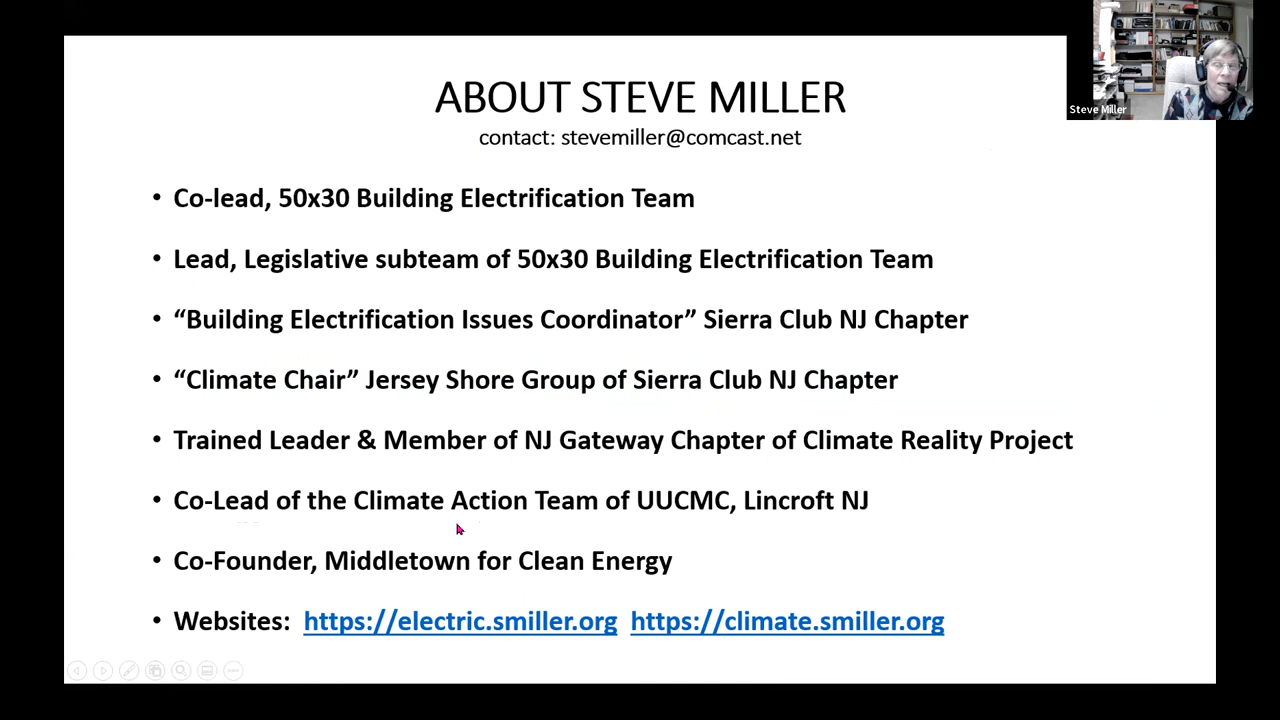 ABOUT STEVE MILLER
contact: stevemiller@comcast.net
Steve Miller
• Co-lead, 50x30 Building Electrification Team
• Lead, Legislative subteam of 50x30 Building Electrification Team
• “Building Electrification Issues Coordinator” Sierra Club NJ Chapter
• “Climate Chair” Jersey Shore Group of Sierra Club NJ Chapter
• Trained Leader & Member of NJ Gateway Chapter of Climate Reality Project
• Co-Lead of the Climate Action Team of UUCMC, Lincroft NJ
• Co-Founder, Middletown for Clean Energy
• Websites: https://electric.smiller.org https://climate.smiller.org